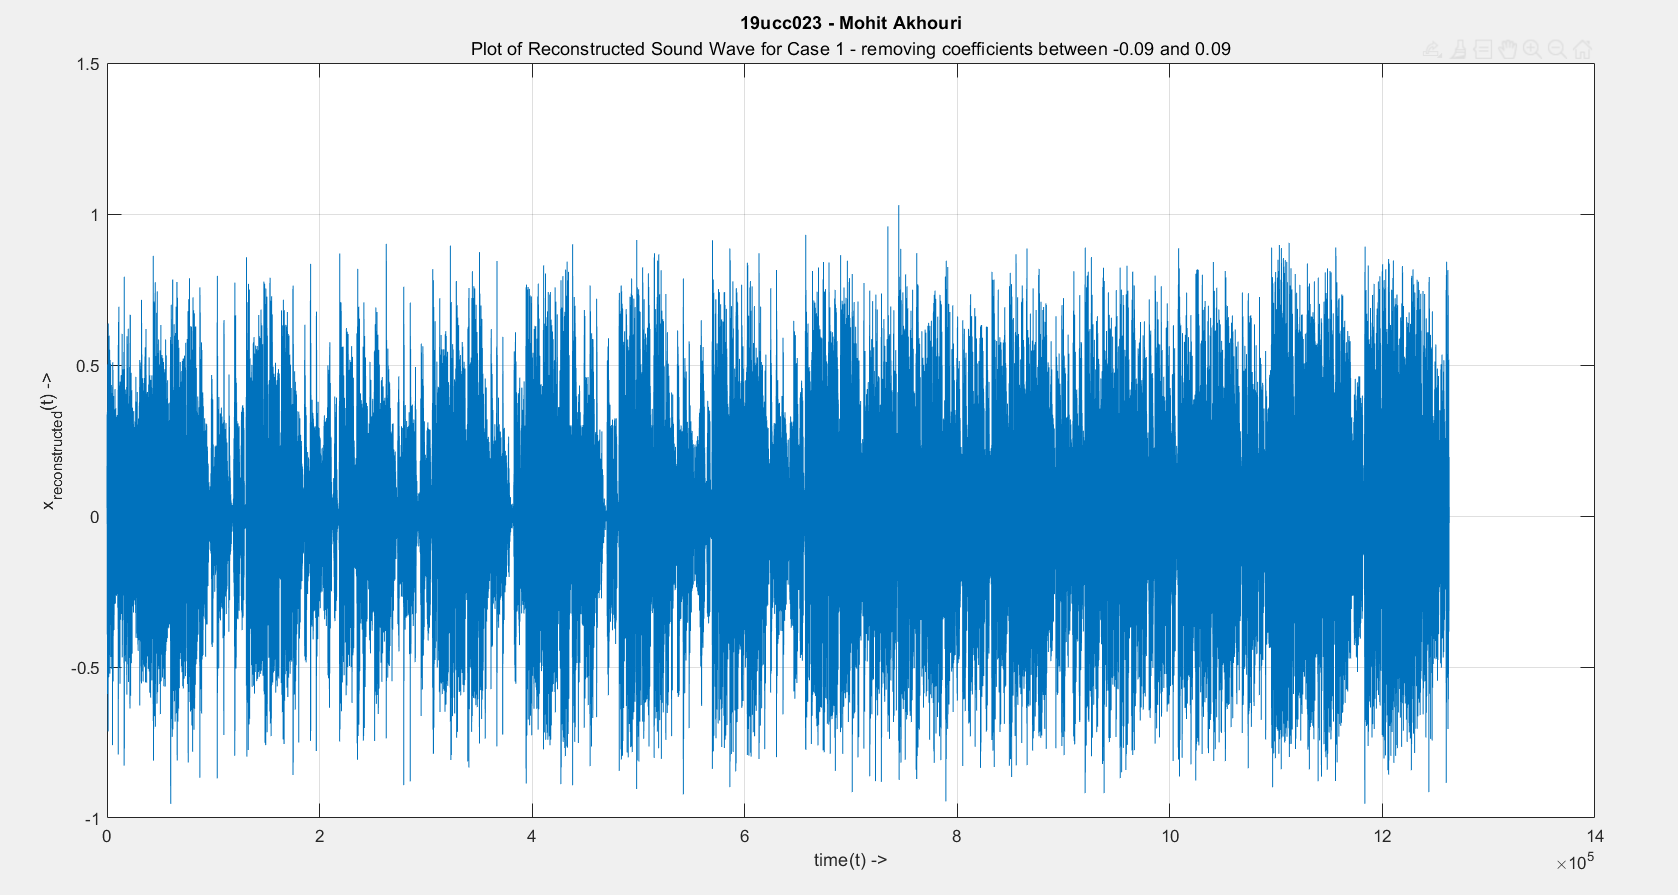 19ucc023 - Mohit Akhouri
Plot of Reconstructed Sound Wave for Case 1 - removing coefficients between -0.09 and 0.09
1.5
1
0.5
0
-0.5
-1
x_reconstructed(t) ->
0 2 4 6 8 10 12 14
time(t) ->
×10^5